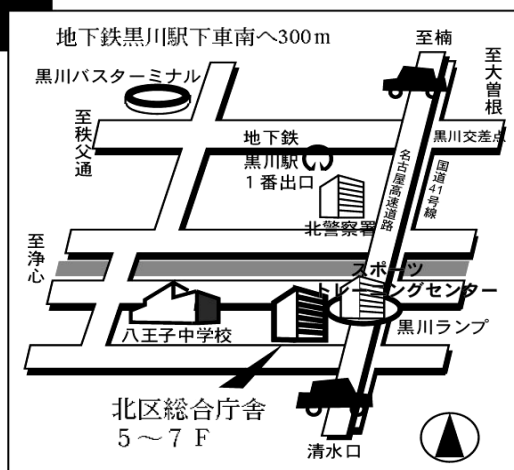 地下鉄黒川駅下車南へ300m
至楠
至大曽根
黒川バスターミナル
至秩父通
地下鉄
黒川駅
1番出口
黒川交差点
名古屋高速道路
国道41号線
北警察署
至浄心
スポーツ
トレーニングセンター
八王子中学校
黒川ランプ
北区総合庁舎
5～7F
清水口